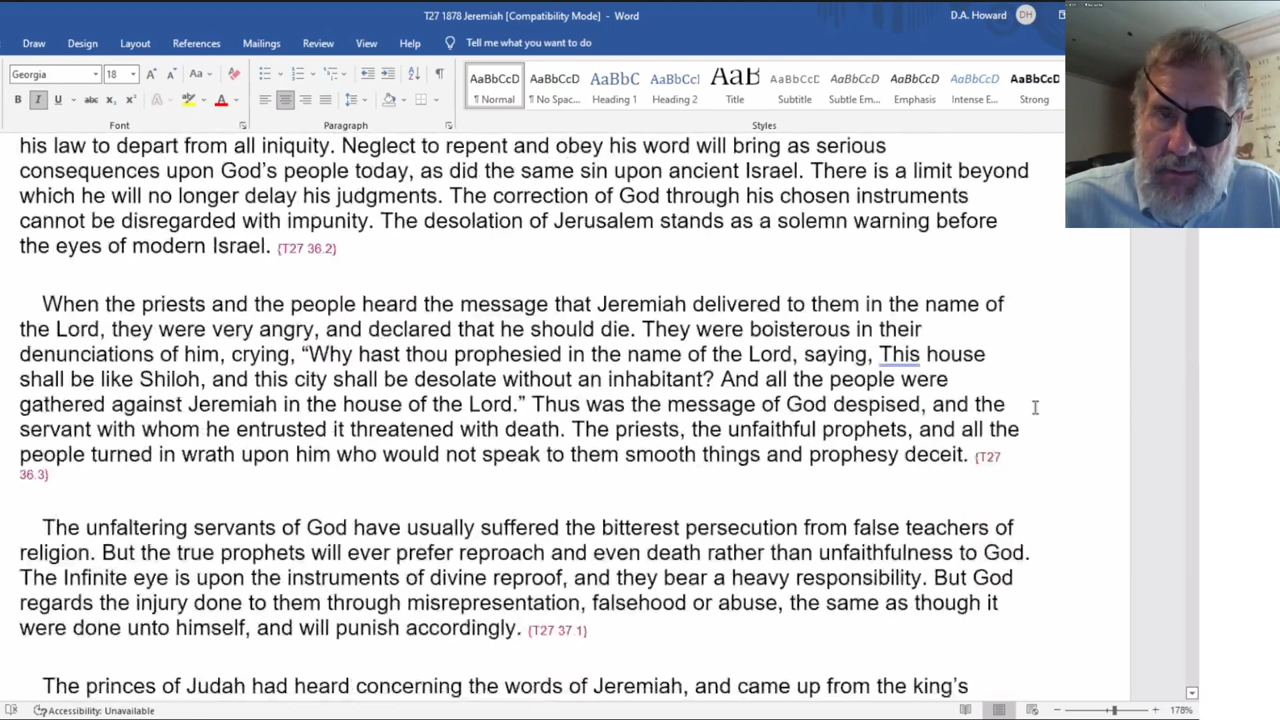 T27 1878 Jeremiah [Compatibility Mode] - Word
D.A. Howard DH
Draw Design Layout References Mailings Review View Help Tell me what you want to do
Georgia 18 Aa
B I U abc x₂ x² A A
AaBbCcD AaBbCcD AaBbC AaBbCcI AaB AaBbCcD AaBbCcD AaBbCcD AaBbCcD AaBbCcD
¶ Normal ¶ No Spac... Heading 1 Heading 2 Title Subtitle Subtle Em... Emphasis Intense E... Strong
Font Paragraph Styles
his law to depart from all iniquity. Neglect to repent and obey his word will bring as serious
consequences upon God’s people today, as did the same sin upon ancient Israel. There is a limit beyond
which he will no longer delay his judgments. The correction of God through his chosen instruments
cannot be disregarded with impunity. The desolation of Jerusalem stands as a solemn warning before
the eyes of modern Israel. {T27 36.2}
When the priests and the people heard the message that Jeremiah delivered to them in the name of
the Lord, they were very angry, and declared that he should die. They were boisterous in their
denunciations of him, crying, “Why hast thou prophesied in the name of the Lord, saying, This house
shall be like Shiloh, and this city shall be desolate without an inhabitant? And all the people were
gathered against Jeremiah in the house of the Lord.” Thus was the message of God despised, and the
servant with whom he entrusted it threatened with death. The priests, the unfaithful prophets, and all the
people turned in wrath upon him who would not speak to them smooth things and prophesy deceit. {T27
36.3}
The unfaltering servants of God have usually suffered the bitterest persecution from false teachers of
religion. But the true prophets will ever prefer reproach and even death rather than unfaithfulness to God.
The Infinite eye is upon the instruments of divine reproof, and they bear a heavy responsibility. But God
regards the injury done to them through misrepresentation, falsehood or abuse, the same as though it
were done unto himself, and will punish accordingly. {T27 37.1}
The princes of Judah had heard concerning the words of Jeremiah, and came up from the king’s
Accessibility: Unavailable
178%